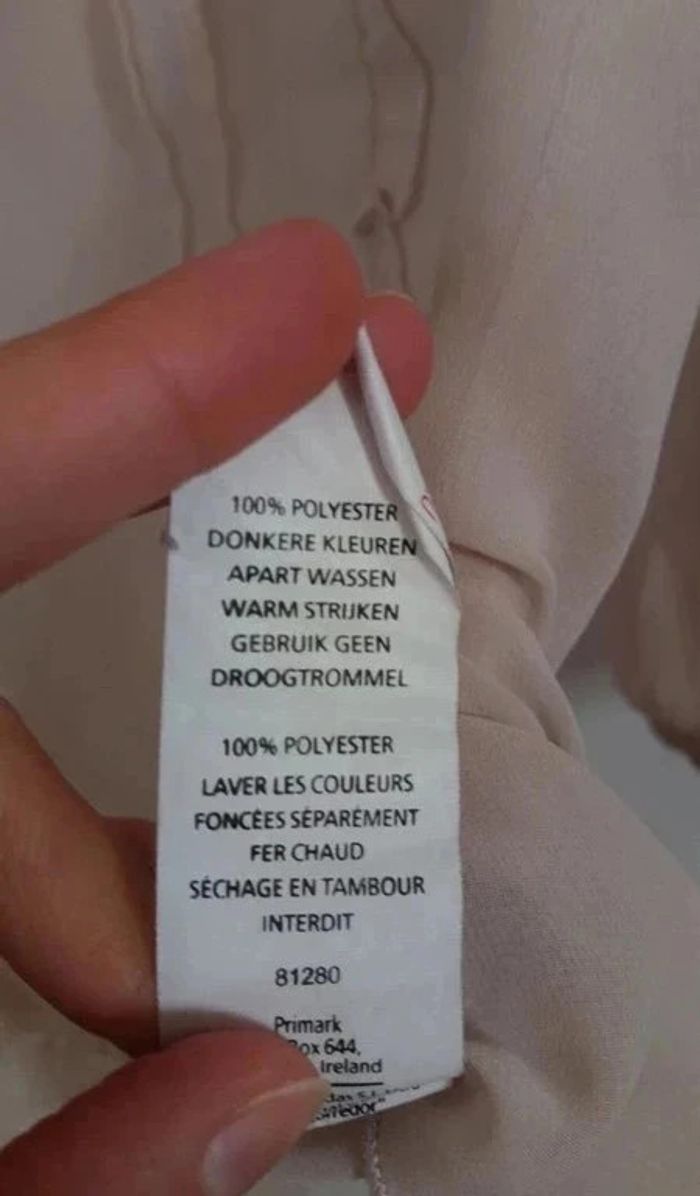 100% POLYESTER
DONKERE KLEUREN
APART WASSEN
WARM STRIJKEN
GEBRUIK GEEN
DROOGTROMMEL
100% POLYESTER
LAVER LES COULEURS
FONCÉES SÉPARÉMENT
FER CHAUD
SÉCHAGE EN TAMBOUR
INTERDIT
81280
Primark
644,
Ireland